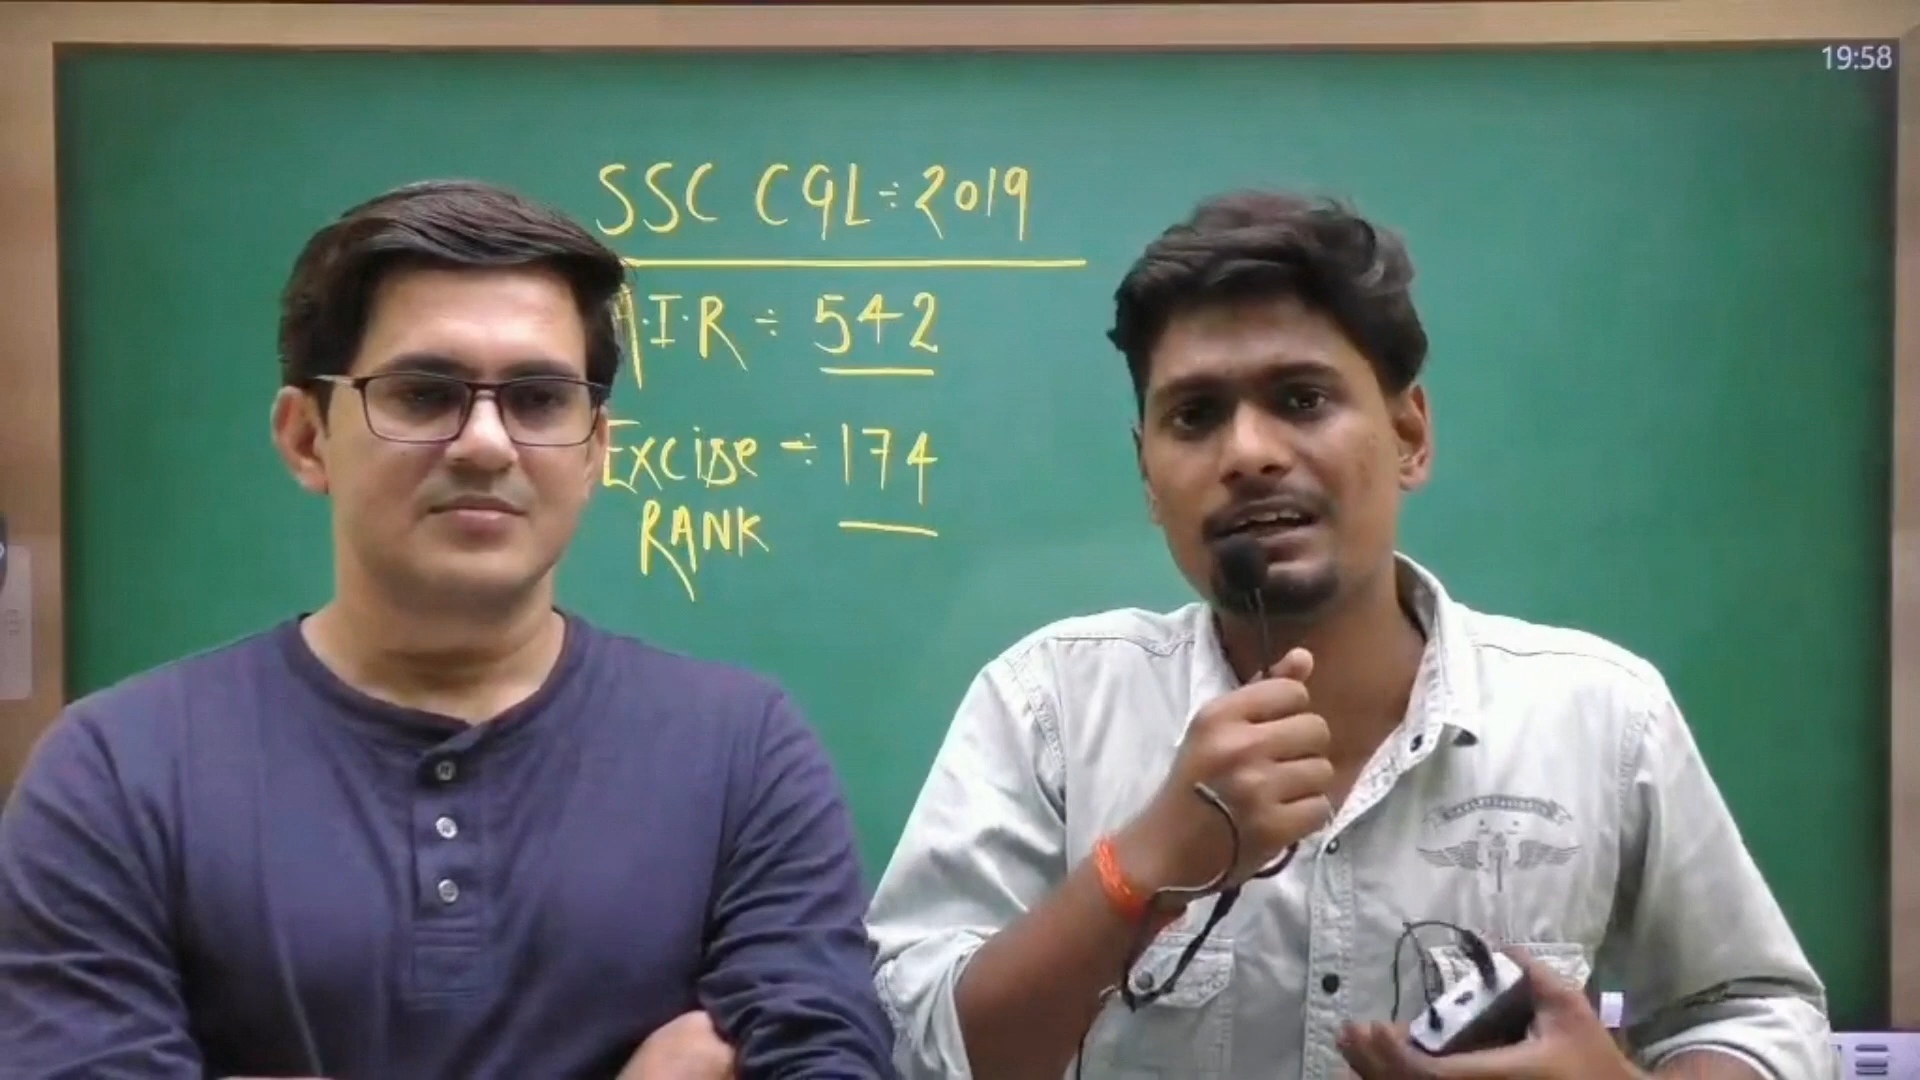 19:58
SSC CGL÷2019
A.I.R ÷ 542
Excise ÷ 174
RANK